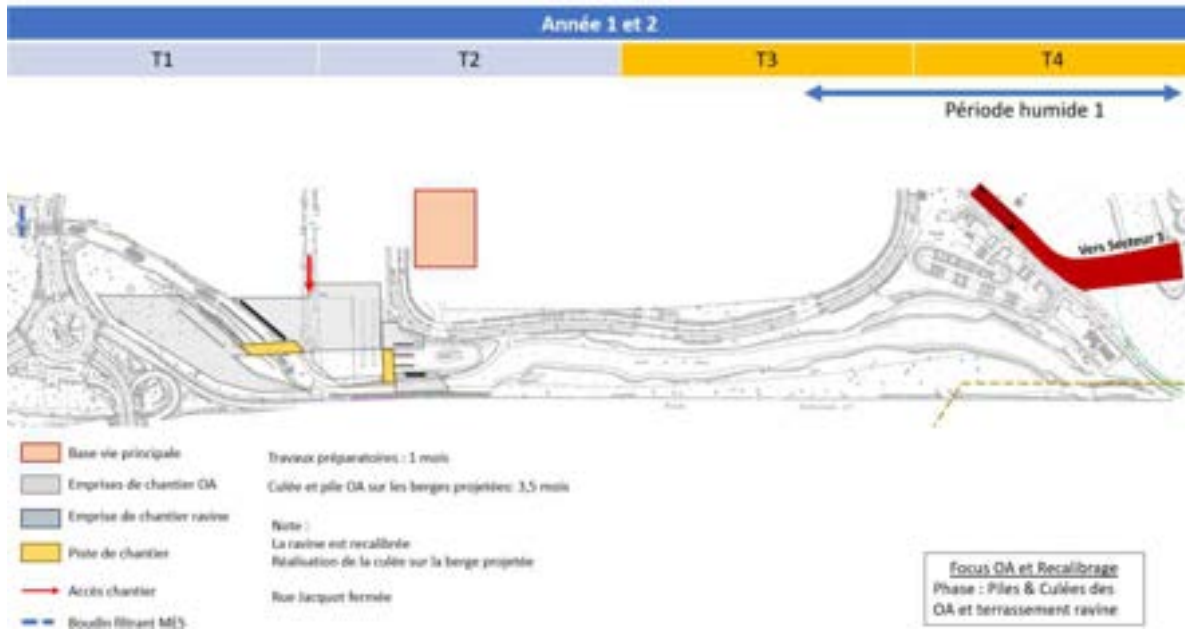 Année 1 et 2
T1 T2 T3 T4
Période humide 1
Vers Secteur 3
Base vie principale
Emprises de chantier OA
Emprise de chantier ravine
Piste de chantier
Accès chantier
Boudin filtrant MES
Travaux préparatoires : 1 mois
Culée et pile OA sur les berges projetées: 3,5 mois
Note :
La ravine est recalibrée
Réalisation de la culée sur la berge projetée
Rue Jacquot fermée
Focus OA et Recalibrage
Phase : Piles & Culées des
OA et terrassement ravine